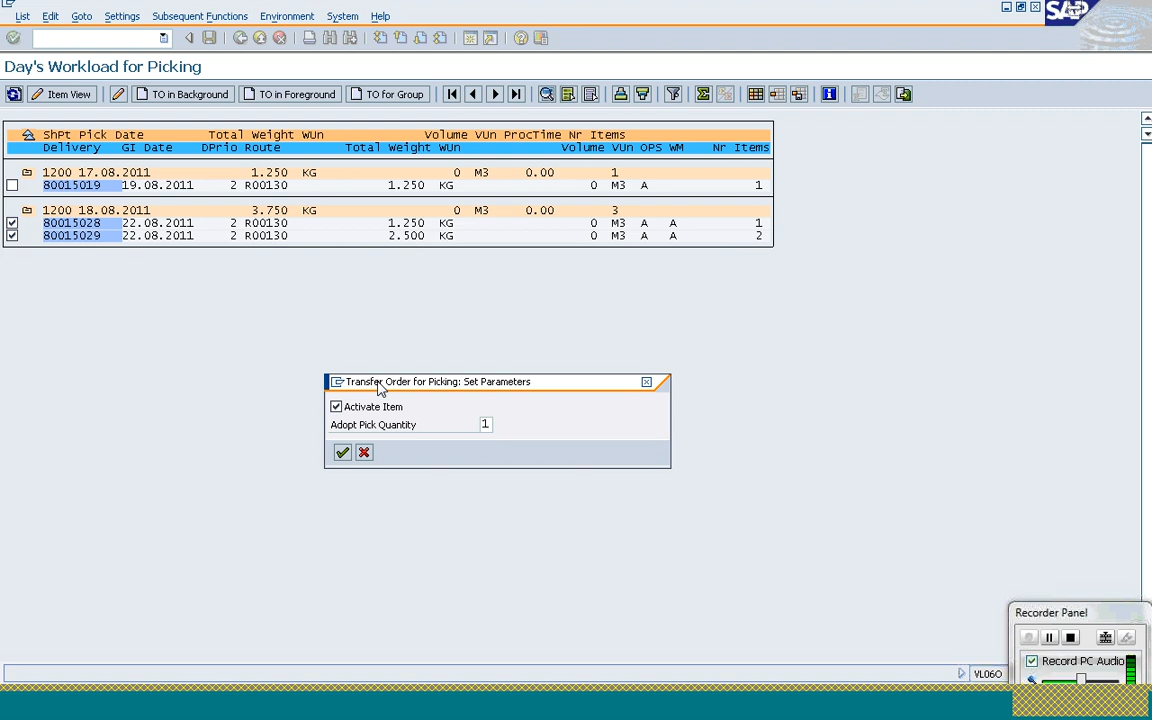 List Edit Goto Settings Subsequent Functions Environment System Help
SAP
Day's Workload for Picking
Item View TO in Background TO in Foreground TO for Group
ShPt Pick Date Total Weight WUn Volume VUn ProcTime Nr Items
Delivery GI Date DPrio Route Total Weight WUn Volume VUn OPS WM Nr Items
1200 17.08.2011 1.250 KG 0 M3 0.00 1
80015019 19.08.2011 2 R00130 1.250 KG 0 M3 A 1
1200 18.08.2011 3.750 KG 0 M3 0.00 3
80015028 22.08.2011 2 R00130 1.250 KG 0 M3 A A 1
80015029 22.08.2011 2 R00130 2.500 KG 0 M3 A A 2
Transfer Order for Picking: Set Parameters
Activate Item
Adopt Pick Quantity 1
Recorder Panel
Record PC Audio
VL06O